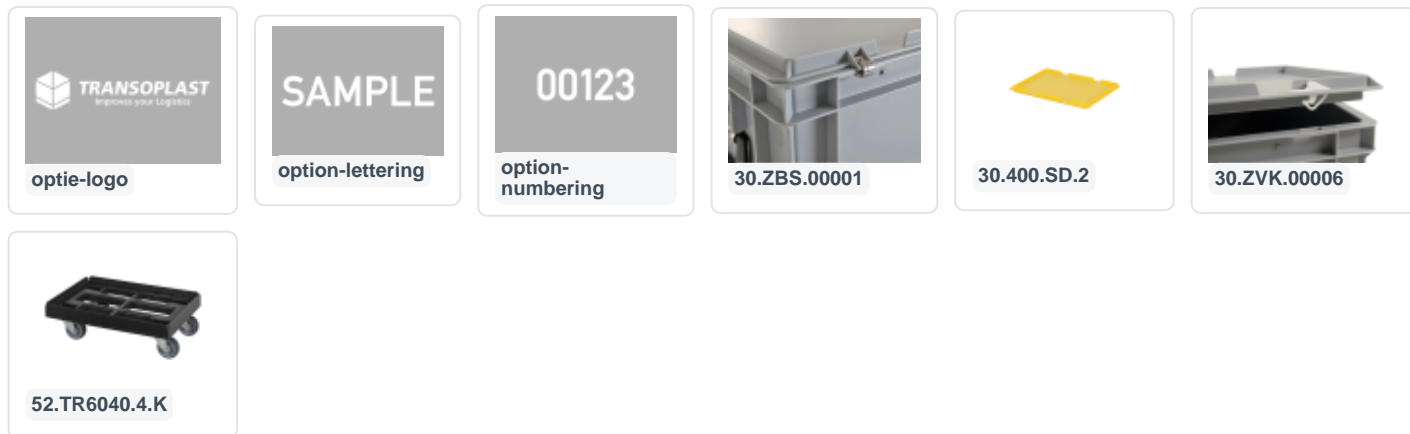 TRANSOPLAST
Improves your Logistics
optie-logo
SAMPLE
option-lettering
00123
option-
numbering
30.ZBS.00001
30.400.SD.2
30.ZVK.00006
52.TR6040.4.K